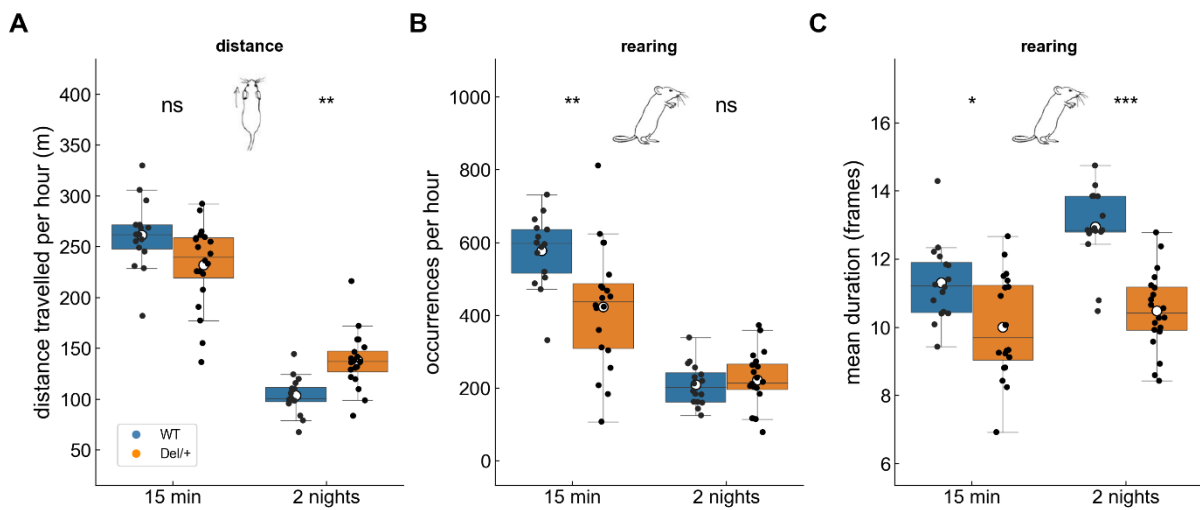 A
distance
distance travelled per hour (m)
400
350
300
250
200
150
100
50
ns
**
WT
Del/+
15 min
2 nights
B
rearing
occurrences per hour
1000
800
600
400
200
0
**
ns
15 min
2 nights
C
rearing
mean duration (frames)
16
14
12
10
8
6
*
***
15 min
2 nights